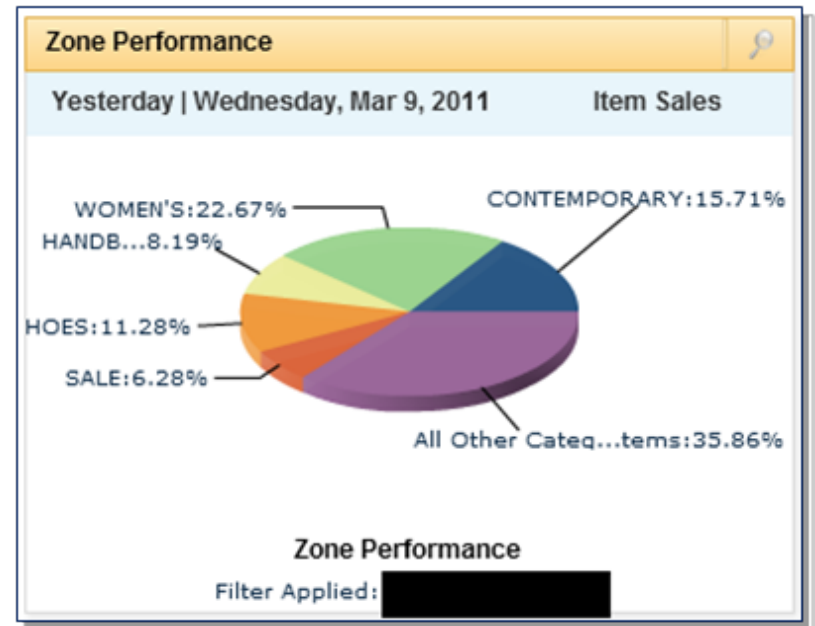 Zone Performance
Yesterday | Wednesday, Mar 9, 2011 Item Sales
WOMEN'S:22.67%
CONTEMPORARY:15.71%
HANDB...8.19%
HOES:11.28%
SALE:6.28%
All Other Categ...tems:35.86%
Zone Performance
Filter Applied: